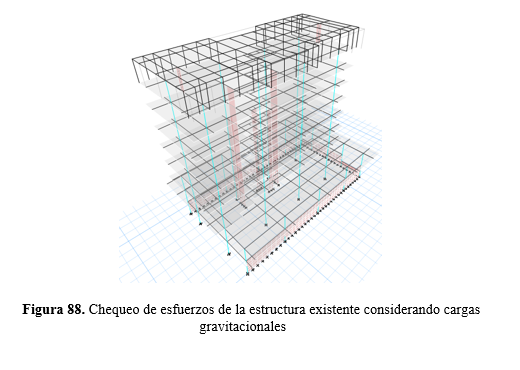 Figura 88. Chequeo de esfuerzos de la estructura existente considerando cargas
gravitacionales